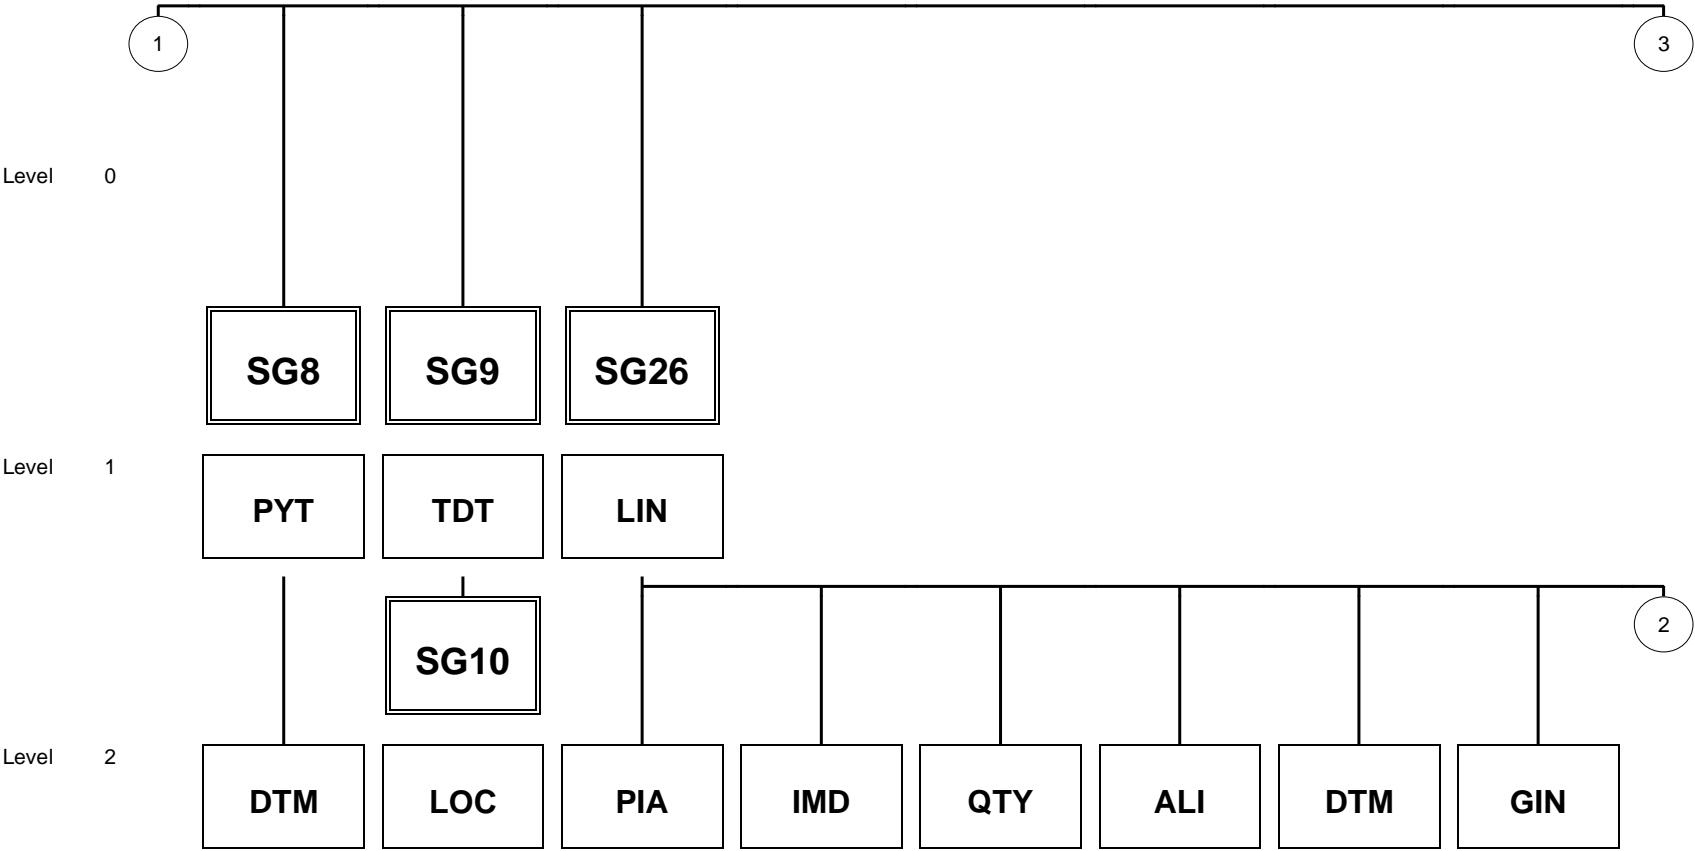 1 3
Level 0
SG8 SG9 SG26
Level 1
PYT TDT LIN
2
SG10
Level 2
DTM LOC PIA IMD QTY ALI DTM GIN